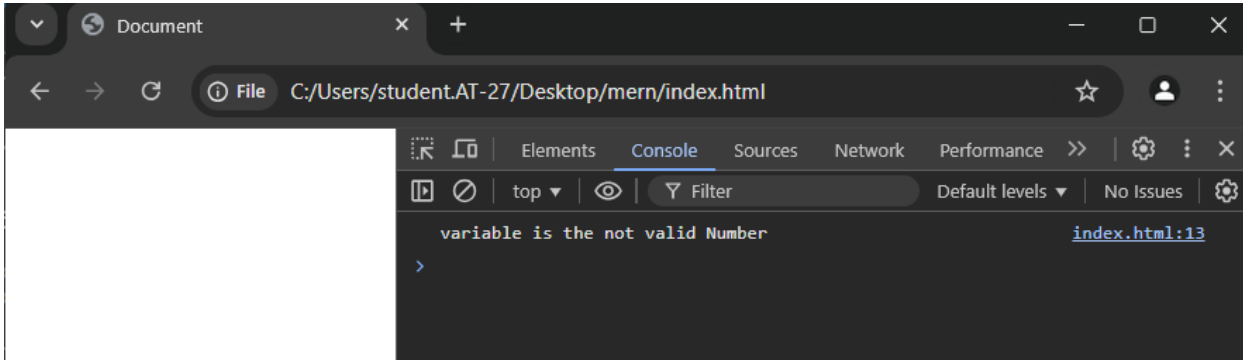 Document
File C:/Users/student.AT-27/Desktop/mern/index.html
Elements Console Sources Network Performance
top Filter Default levels No Issues
variable is the not valid Number index.html:13